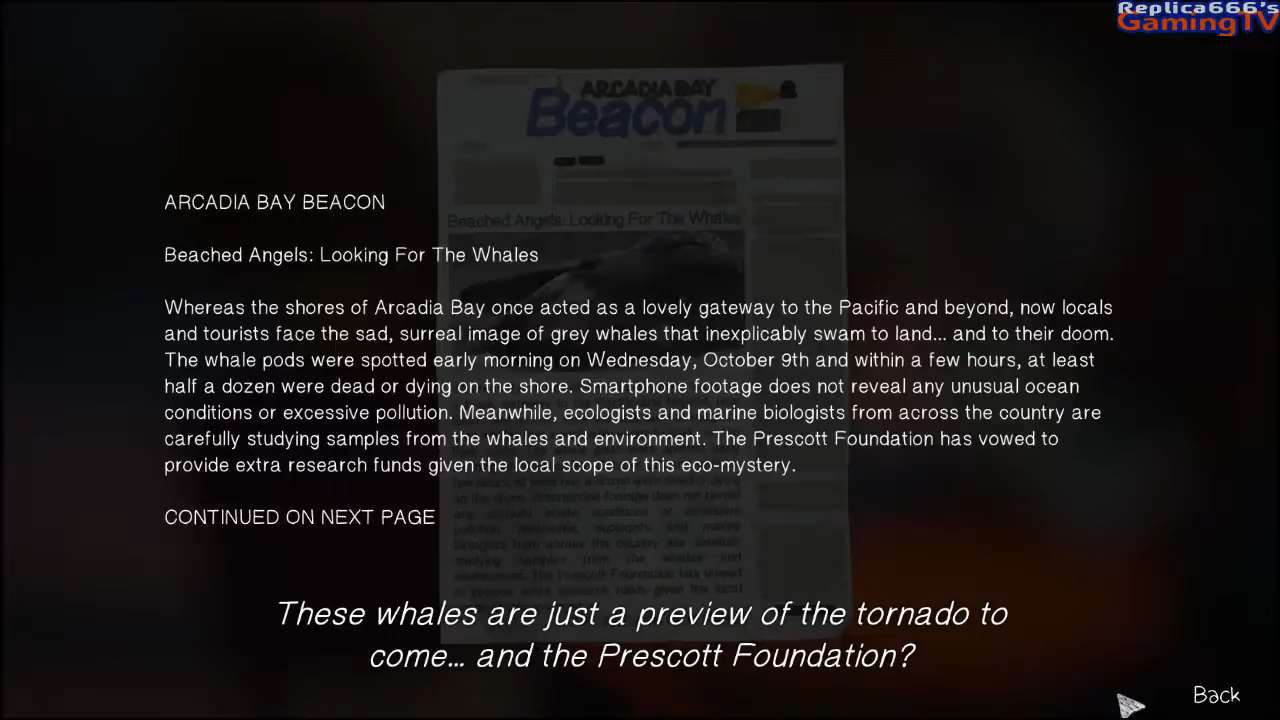 Replica666's
GamingTV
ARCADIA BAY
Beacon
Beached Angels: Looking For The Whales
ARCADIA BAY BEACON
Beached Angels: Looking For The Whales
Whereas the shores of Arcadia Bay once acted as a lovely gateway to the Pacific and beyond, now locals
and tourists face the sad, surreal image of grey whales that inexplicably swam to land... and to their doom.
The whale pods were spotted early morning on Wednesday, October 9th and within a few hours, at least
half a dozen were dead or dying on the shore. Smartphone footage does not reveal any unusual ocean
conditions or excessive pollution. Meanwhile, ecologists and marine biologists from across the country are
carefully studying samples from the whales and environment. The Prescott Foundation has vowed to
provide extra research funds given the local scope of this eco-mystery.
CONTINUED ON NEXT PAGE
These whales are just a preview of the tornado to
come... and the Prescott Foundation?
Back